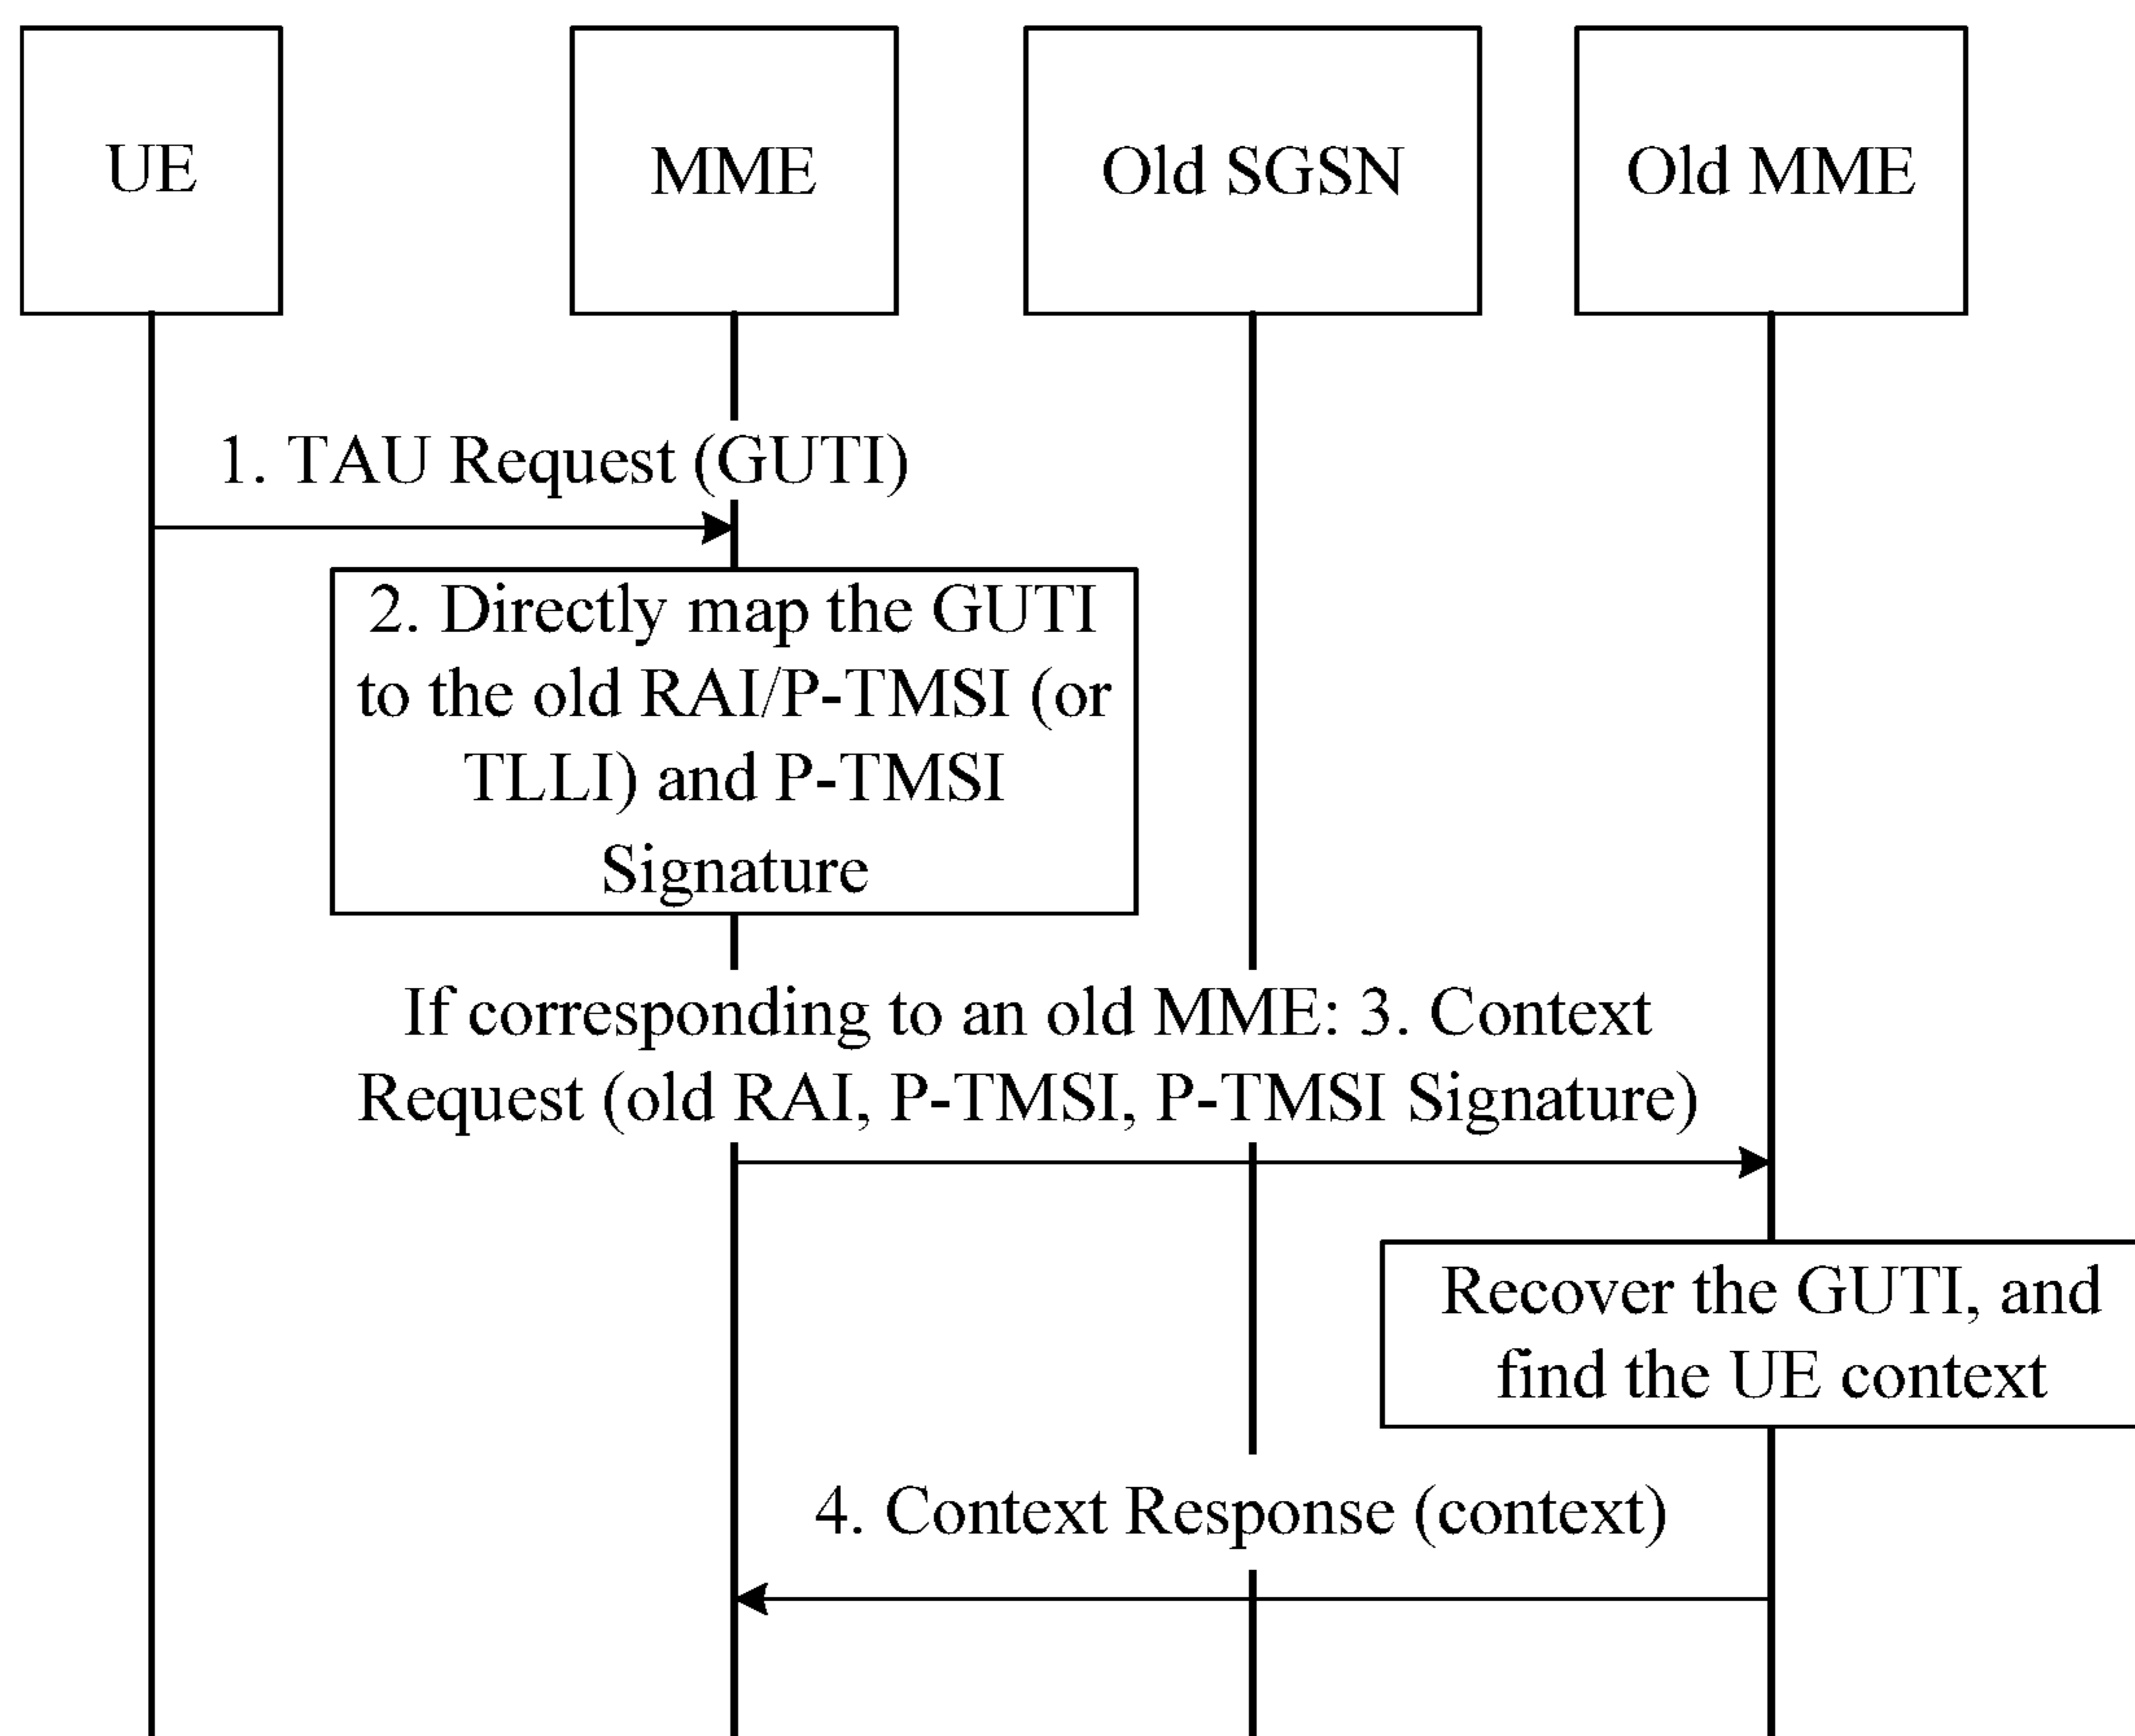 UE
MME
Old SGSN
Old MME
1. TAU Request (GUTI)
2. Directly map the GUTI
to the old RAI/P-TMSI (or
TLLI) and P-TMSI
Signature
If corresponding to an old MME: 3. Context
Request (old RAI, P-TMSI, P-TMSI Signature)
Recover the GUTI, and
find the UE context
4. Context Response (context)